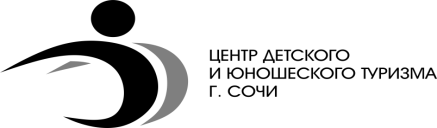 ЦЕНТР ДЕТСКОГО
И ЮНОШЕСКОГО ТУРИЗМА
Г. СОЧИ